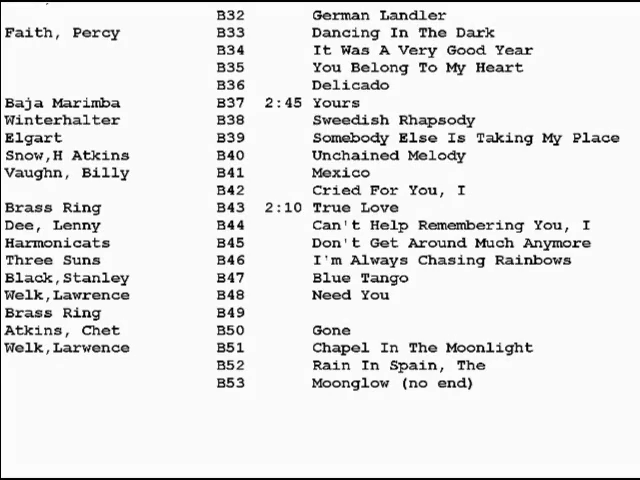 B32 German Landler
Faith, Percy B33 Dancing In The Dark
B34 It Was A Very Good Year
B35 You Belong To My Heart
B36 Delicado
Baja Marimba B37 2:45 Yours
Winterhalter B38 Sweedish Rhapsody
Elgart B39 Somebody Else Is Taking My Place
Snow,H Atkins B40 Unchained Melody
Vaughn, Billy B41 Mexico
B42 Cried For You, I
Brass Ring B43 2:10 True Love
Dee, Lenny B44 Can't Help Remembering You, I
Harmonicats B45 Don't Get Around Much Anymore
Three Suns B46 I'm Always Chasing Rainbows
Black,Stanley B47 Blue Tango
Welk,Lawrence B48 Need You
Brass Ring B49
Atkins, Chet B50 Gone
Welk,Larwence B51 Chapel In The Moonlight
B52 Rain In Spain, The
B53 Moonglow (no end)